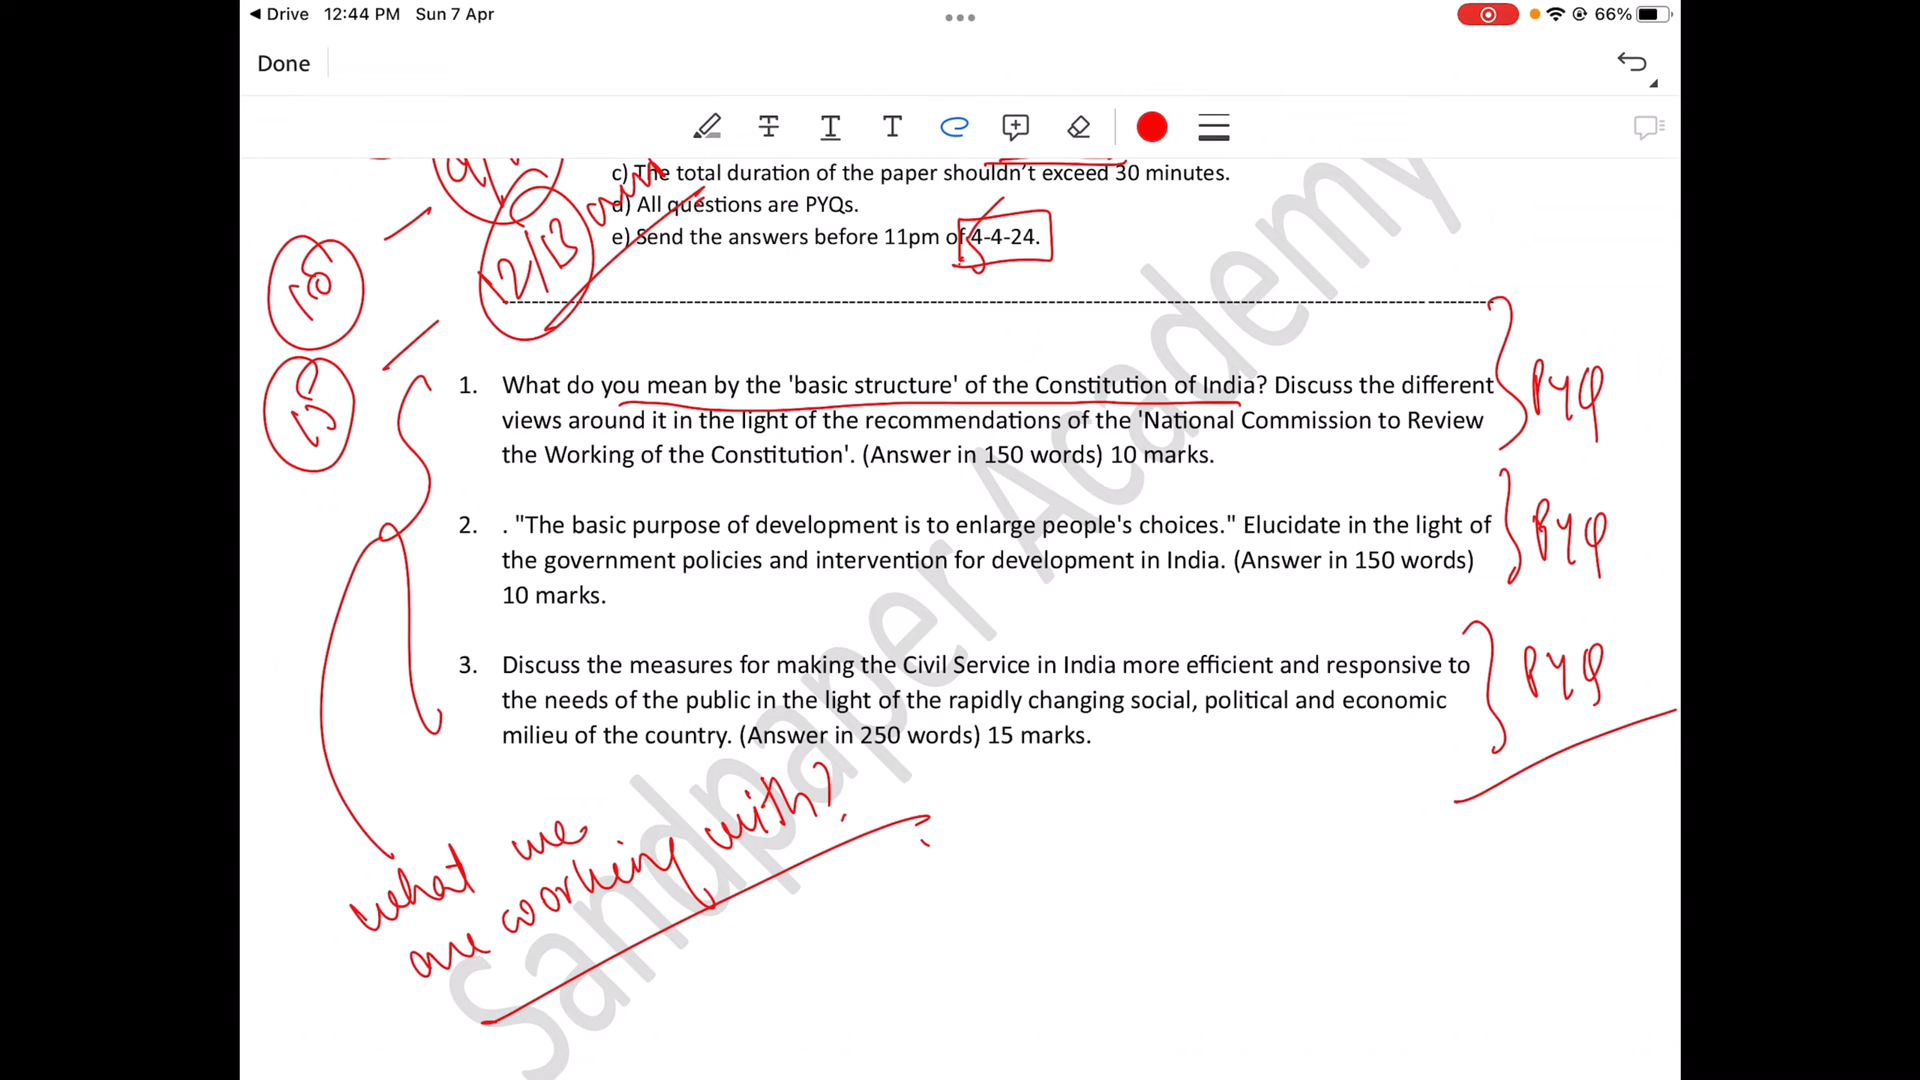 Drive 12:44 PM Sun 7 Apr
66%
Done
c) The total duration of the paper shouldn't exceed 30 minutes.
d) All questions are PYQs.
e) Send the answers before 11pm of 4-4-24.
12/13
10
15
1. What do you mean by the 'basic structure' of the Constitution of India? Discuss the different
views around it in the light of the recommendations of the 'National Commission to Review
the Working of the Constitution'. (Answer in 150 words) 10 marks.
PYQ
2. . "The basic purpose of development is to enlarge people's choices." Elucidate in the light of
the government policies and intervention for development in India. (Answer in 150 words)
10 marks.
PYQ
3. Discuss the measures for making the Civil Service in India more efficient and responsive to
the needs of the public in the light of the rapidly changing social, political and economic
milieu of the country. (Answer in 250 words) 15 marks.
PYQ
what we
are working with?
Sandpaper Academy